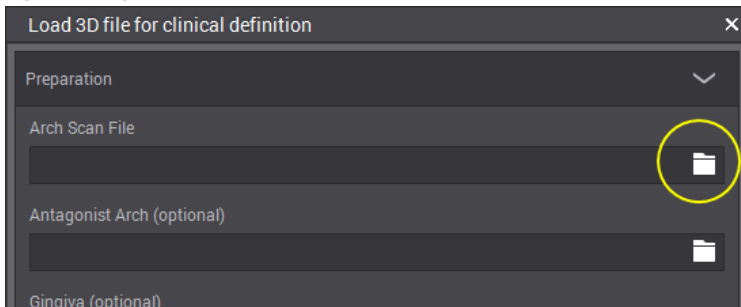 Load 3D file for clinical definition
Preparation
Arch Scan File
Antagonist Arch (optional)
Gingiva (optional)